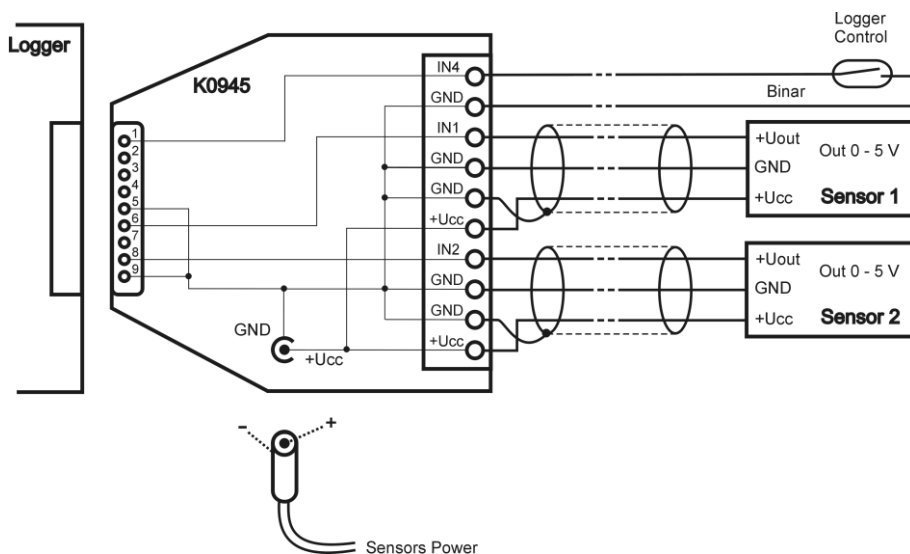 Logger
K0945
1
2
3
4
5
6
7
8
9
GND
+Ucc
IN4
GND
IN1
GND
GND
+Ucc
IN2
GND
GND
+Ucc
Logger
Control
Binar
+Uout
Out 0 - 5 V
GND
+Ucc
Sensor 1
+Uout
Out 0 - 5 V
GND
+Ucc
Sensor 2
-
+
Sensors Power